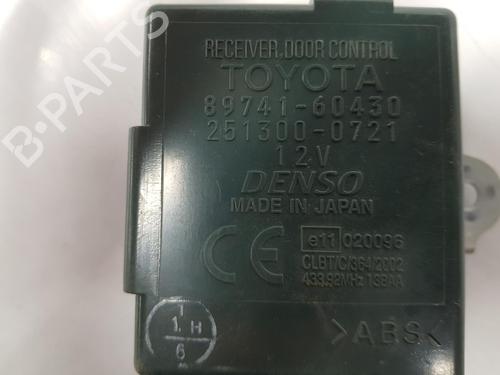 RECEIVER,DOOR CONTROL
TOYOTA
89741-60430
251300-0721
12V
DENSO
MADE IN JAPAN
CE e11 020096
CLBT/C/364/2002
433.92MHz 13BAA
1 H
6
>ABS<
B-PARTS